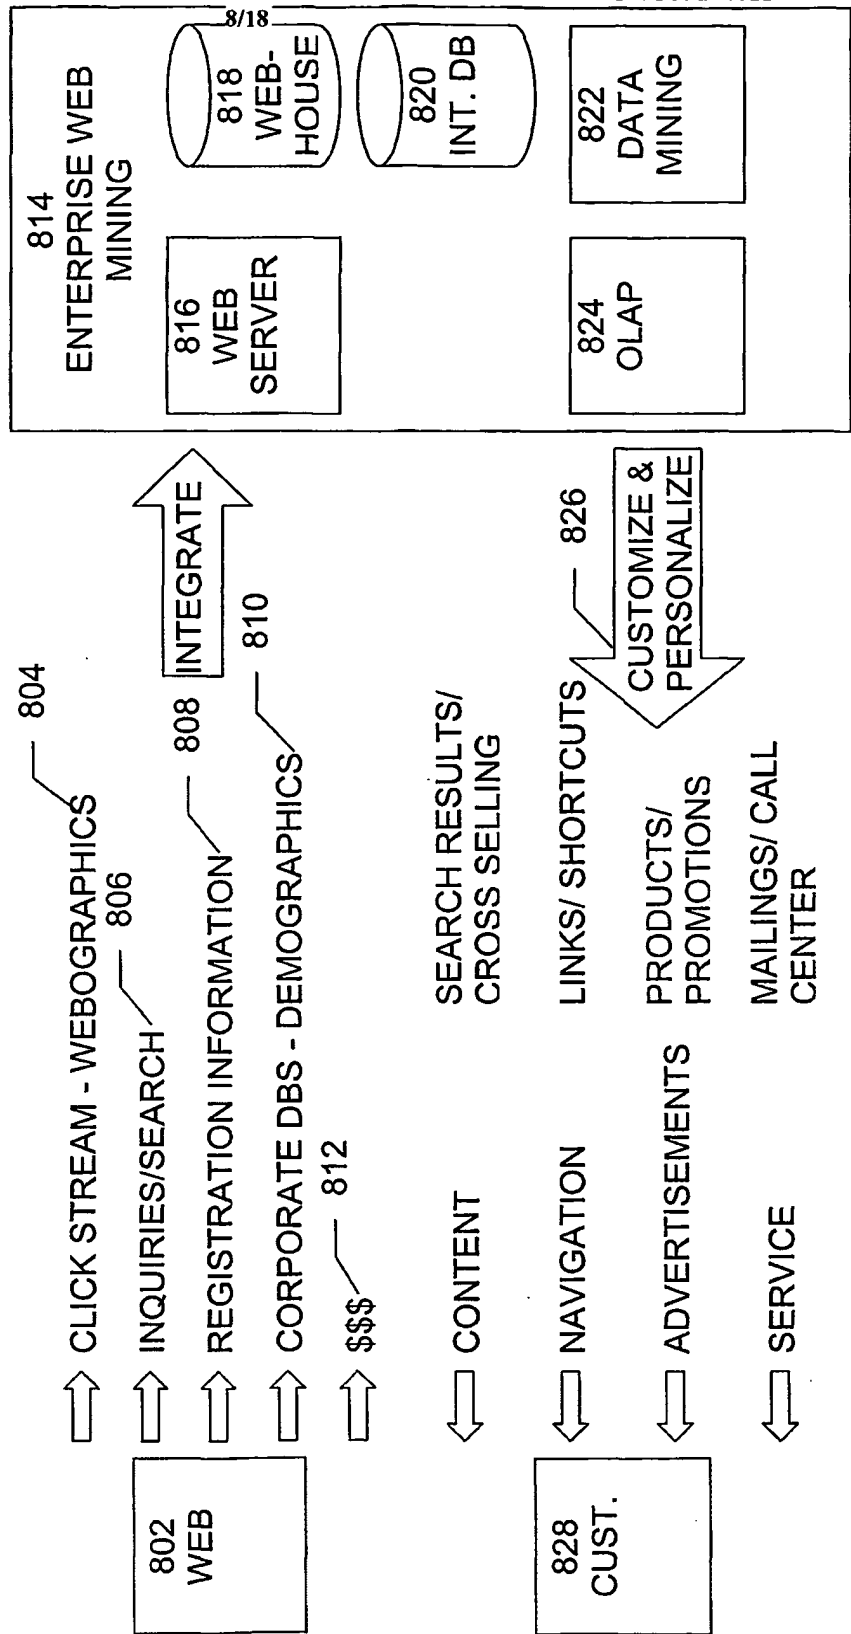 8/18
802
WEB
CLICK STREAM - WEBOGRAPHICS
804
INQUIRIES/SEARCH
806
REGISTRATION INFORMATION
808
CORPORATE DBS - DEMOGRAPHICS
810
$$$
812
INTEGRATE
814
ENTERPRISE WEB
MINING
816
WEB
SERVER
818
WEB-
HOUSE
820
INT. DB
824
OLAP
822
DATA
MINING
826
CUSTOMIZE &
PERSONALIZE
828
CUST.
CONTENT
SEARCH RESULTS/
CROSS SELLING
NAVIGATION
LINKS/ SHORTCUTS
ADVERTISEMENTS
PRODUCTS/
PROMOTIONS
SERVICE
MAILINGS/ CALL
CENTER